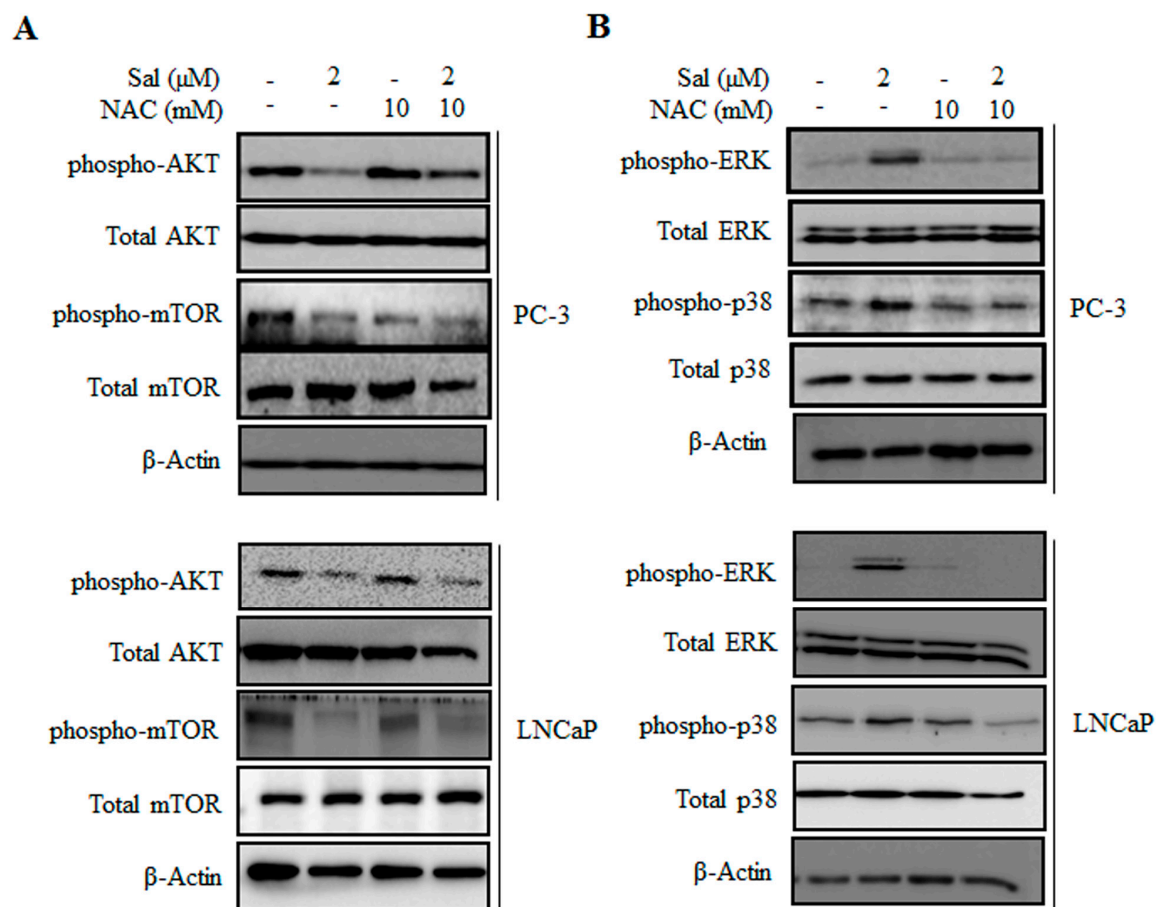 A
Sal (μM) - 2 - 2
NAC (mM) - - 10 10
phospho-AKT
Total AKT
phospho-mTOR
PC-3
Total mTOR
β-Actin
phospho-AKT
Total AKT
phospho-mTOR
LNCaP
Total mTOR
β-Actin
B
Sal (μM) - 2 - 2
NAC (mM) - - 10 10
phospho-ERK
Total ERK
phospho-p38
PC-3
Total p38
β-Actin
phospho-ERK
Total ERK
phospho-p38
LNCaP
Total p38
β-Actin